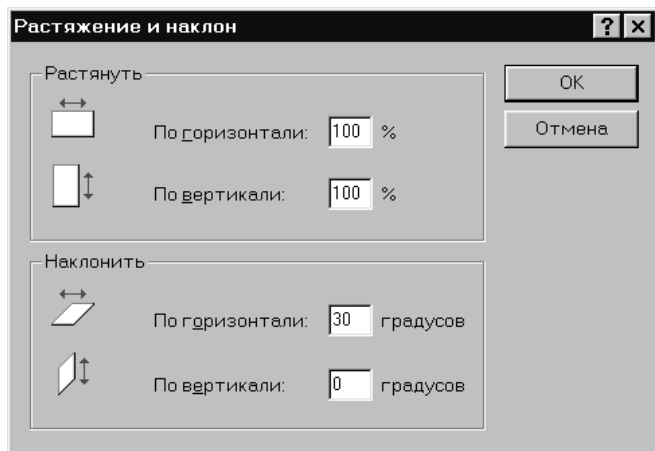 Растяжение и наклон
Растянуть
По горизонтали: 100 %
По вертикали: 100 %
Наклонить
По горизонтали: 30 градусов
По вертикали: 0 градусов
OK
Отмена